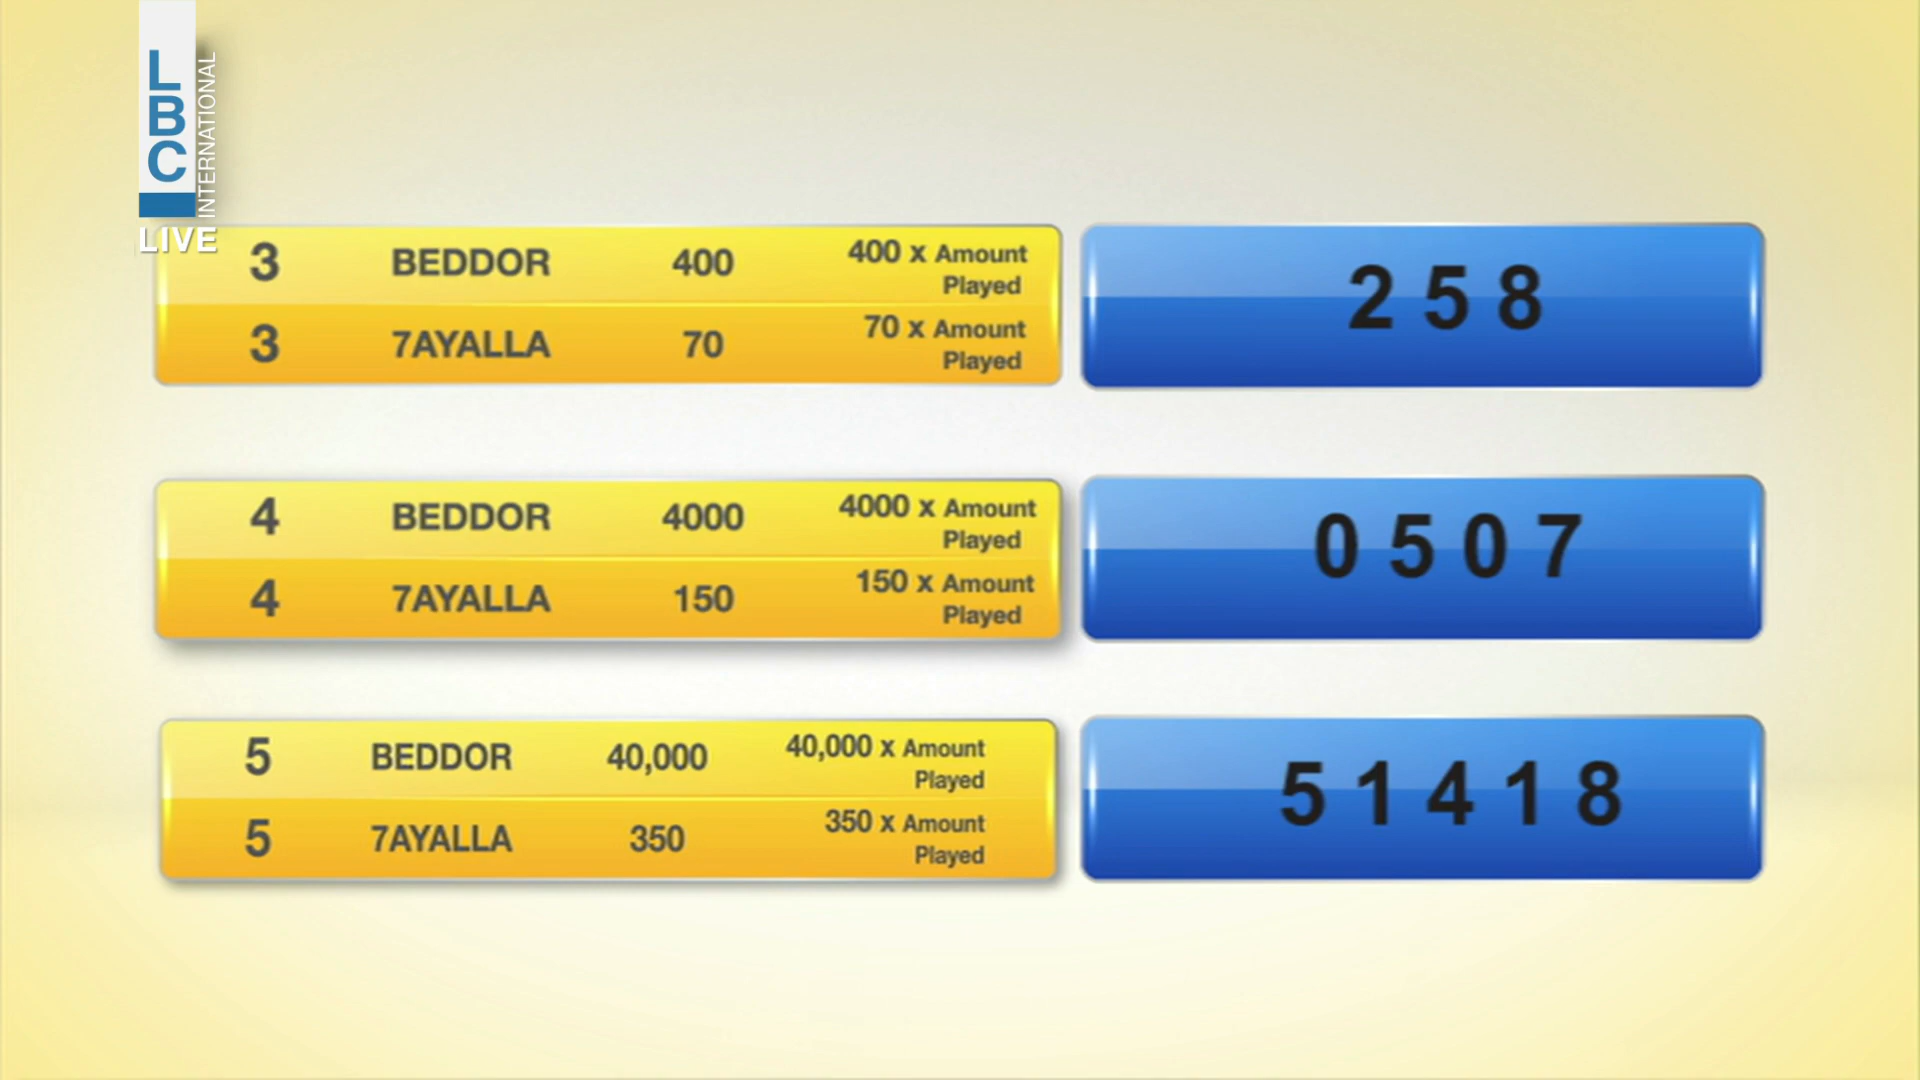 LBC
INTERNATIONAL
LIVE
3 BEDDOR 400 400 x Amount Played
3 7AYALLA 70 70 x Amount Played
2 5 8
4 BEDDOR 4000 4000 x Amount Played
4 7AYALLA 150 150 x Amount Played
0 5 0 7
5 BEDDOR 40,000 40,000 x Amount Played
5 7AYALLA 350 350 x Amount Played
5 1 4 1 8